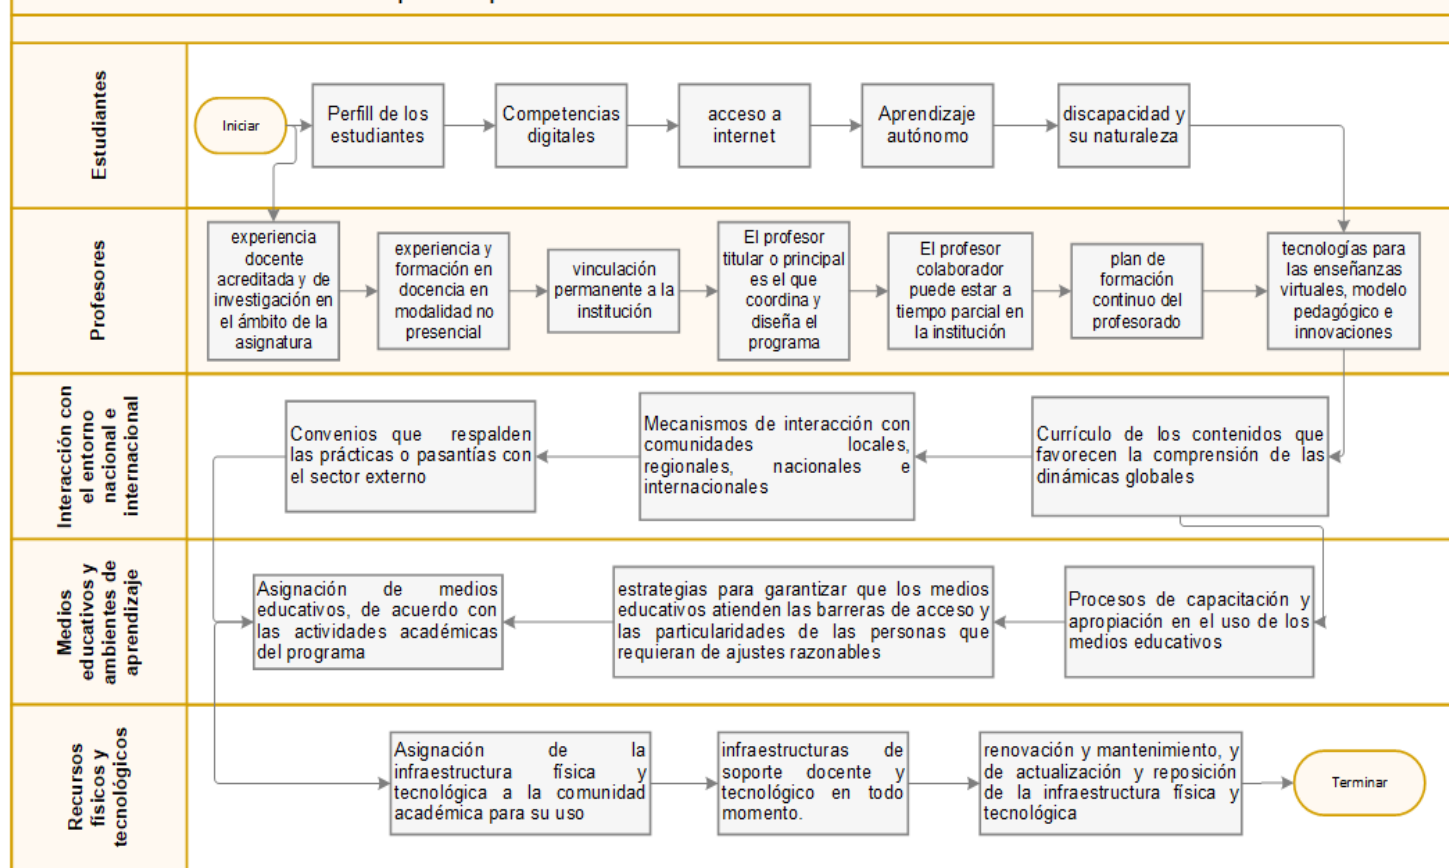 Estudiantes
Iniciar
Perfill de los
estudiantes
Competencias
digitales
acceso a
internet
Aprendizaje
autónomo
discapacidad y
su naturaleza
Profesores
experiencia
docente
acreditada y de
investigación en
el ámbito de la
asignatura
experiencia y
formación en
docencia en
modalidad no
presencial
vinculación
permanente a la
institución
El profesor
titular o principal
es el que
coordina y
diseña el
programa
El profesor
colaborador
puede estar a
tiempo parcial en
la institución
plan de
formación
continuo del
profesorado
tecnologías para
las enseñanzas
virtuales, modelo
pedagógico e
innovaciones
Interacción con
el entorno
nacional e
internacional
Convenios que respalden
las prácticas o pasantías con
el sector externo
Mecanismos de interacción con
comunidades locales,
regionales, nacionales e
internacionales
Currículo de los contenidos que
favorecen la comprensión de las
dinámicas globales
Medios
educativos y
ambientes de
aprendizaje
Asignación de medios
educativos, de acuerdo con
las actividades académicas
del programa
estrategias para garantizar que los medios
educativos atienden las barreras de acceso y
las particularidades de las personas que
requieran de ajustes razonables
Procesos de capacitación y
apropiación en el uso de los
medios educativos
Recursos
físicos y
tecnológicos
Asignación de la
infraestructura física y
tecnológica a la comunidad
académica para su uso
infraestructuras de
soporte docente y
tecnológico en todo
momento.
renovación y mantenimiento, y
de actualización y reposición
de la infraestructura física y
tecnológica
Terminar